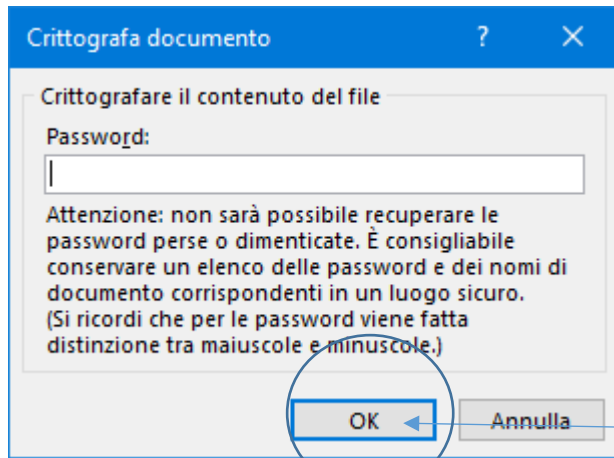 Crittografa documento ?
Crittografare il contenuto del file
Password:
Attenzione: non sarà possibile recuperare le
password perse o dimenticate. È consigliabile
conservare un elenco delle password e dei nomi di
documento corrispondenti in un luogo sicuro.
(Si ricordi che per le password viene fatta
distinzione tra maiuscole e minuscole.)
OK Annulla